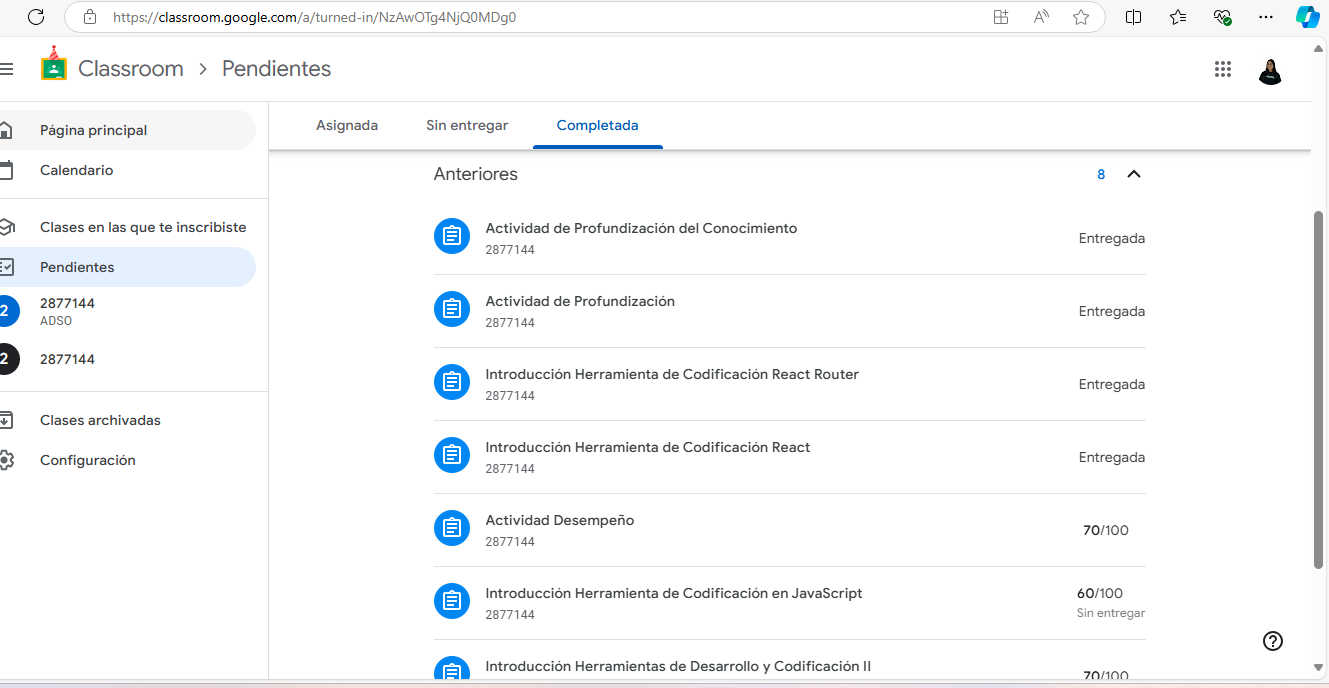 https://classroom.google.com/a/turned-in/NzAwOTg4NjQ0MDg0
Classroom > Pendientes
Página principal
Calendario
Clases en las que te inscribiste
Pendientes
2
2877144
ADSO
2
2877144
Clases archivadas
Configuración
Asignada
Sin entregar
Completada
Anteriores
8
Actividad de Profundización del Conocimiento
2877144
Entregada
Actividad de Profundización
2877144
Entregada
Introducción Herramienta de Codificación React Router
2877144
Entregada
Introducción Herramienta de Codificación React
2877144
Entregada
Actividad Desempeño
2877144
70/100
Introducción Herramienta de Codificación en JavaScript
2877144
60/100
Sin entregar
Introducción Herramientas de Desarrollo y Codificación II
70/100